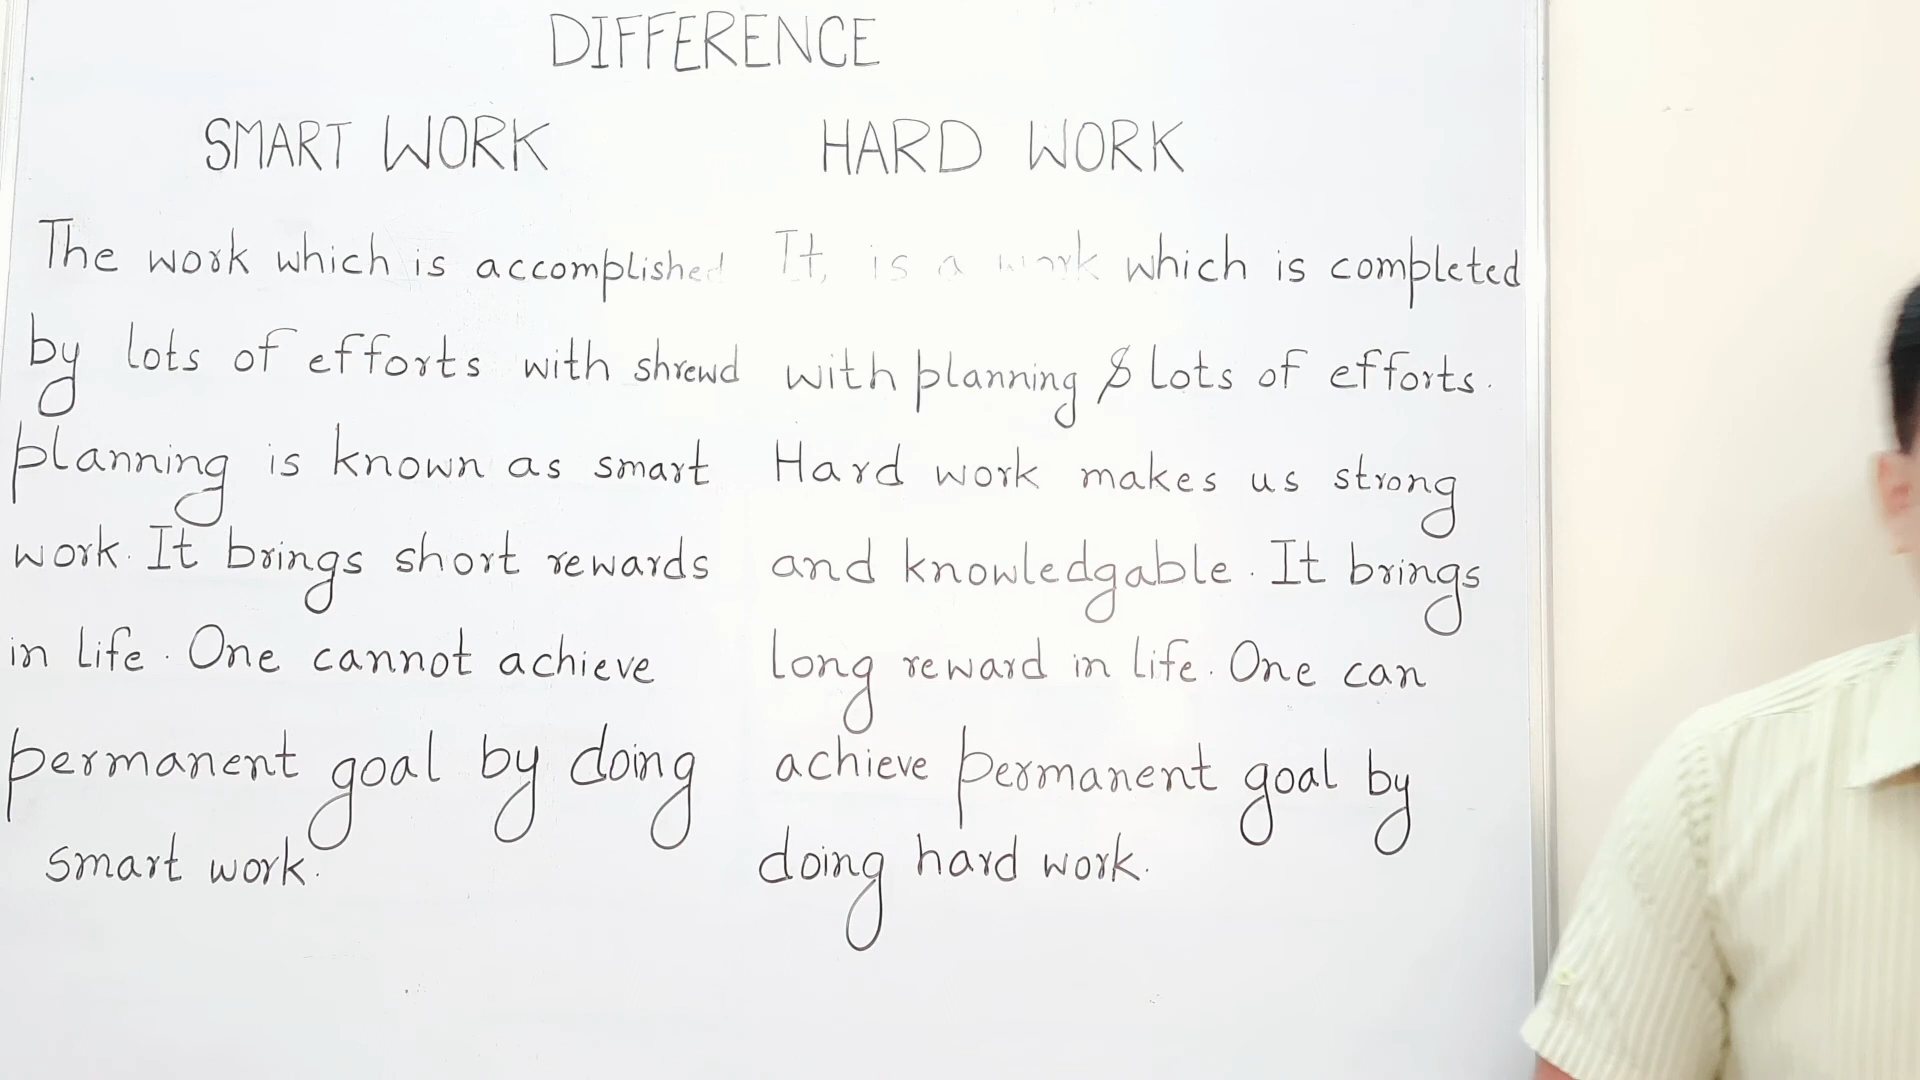 DIFFERENCE
SMART WORK
The work which is accomplished
by lots of efforts with shrewd
planning is known as smart
work. It brings short rewards
in life. One cannot achieve
permanent goal by doing
smart work.
HARD WORK
It is a work which is completed
with planning & lots of efforts.
Hard work makes us strong
and knowledgable. It brings
long reward in life. One can
achieve permanent goal by
doing hard work.